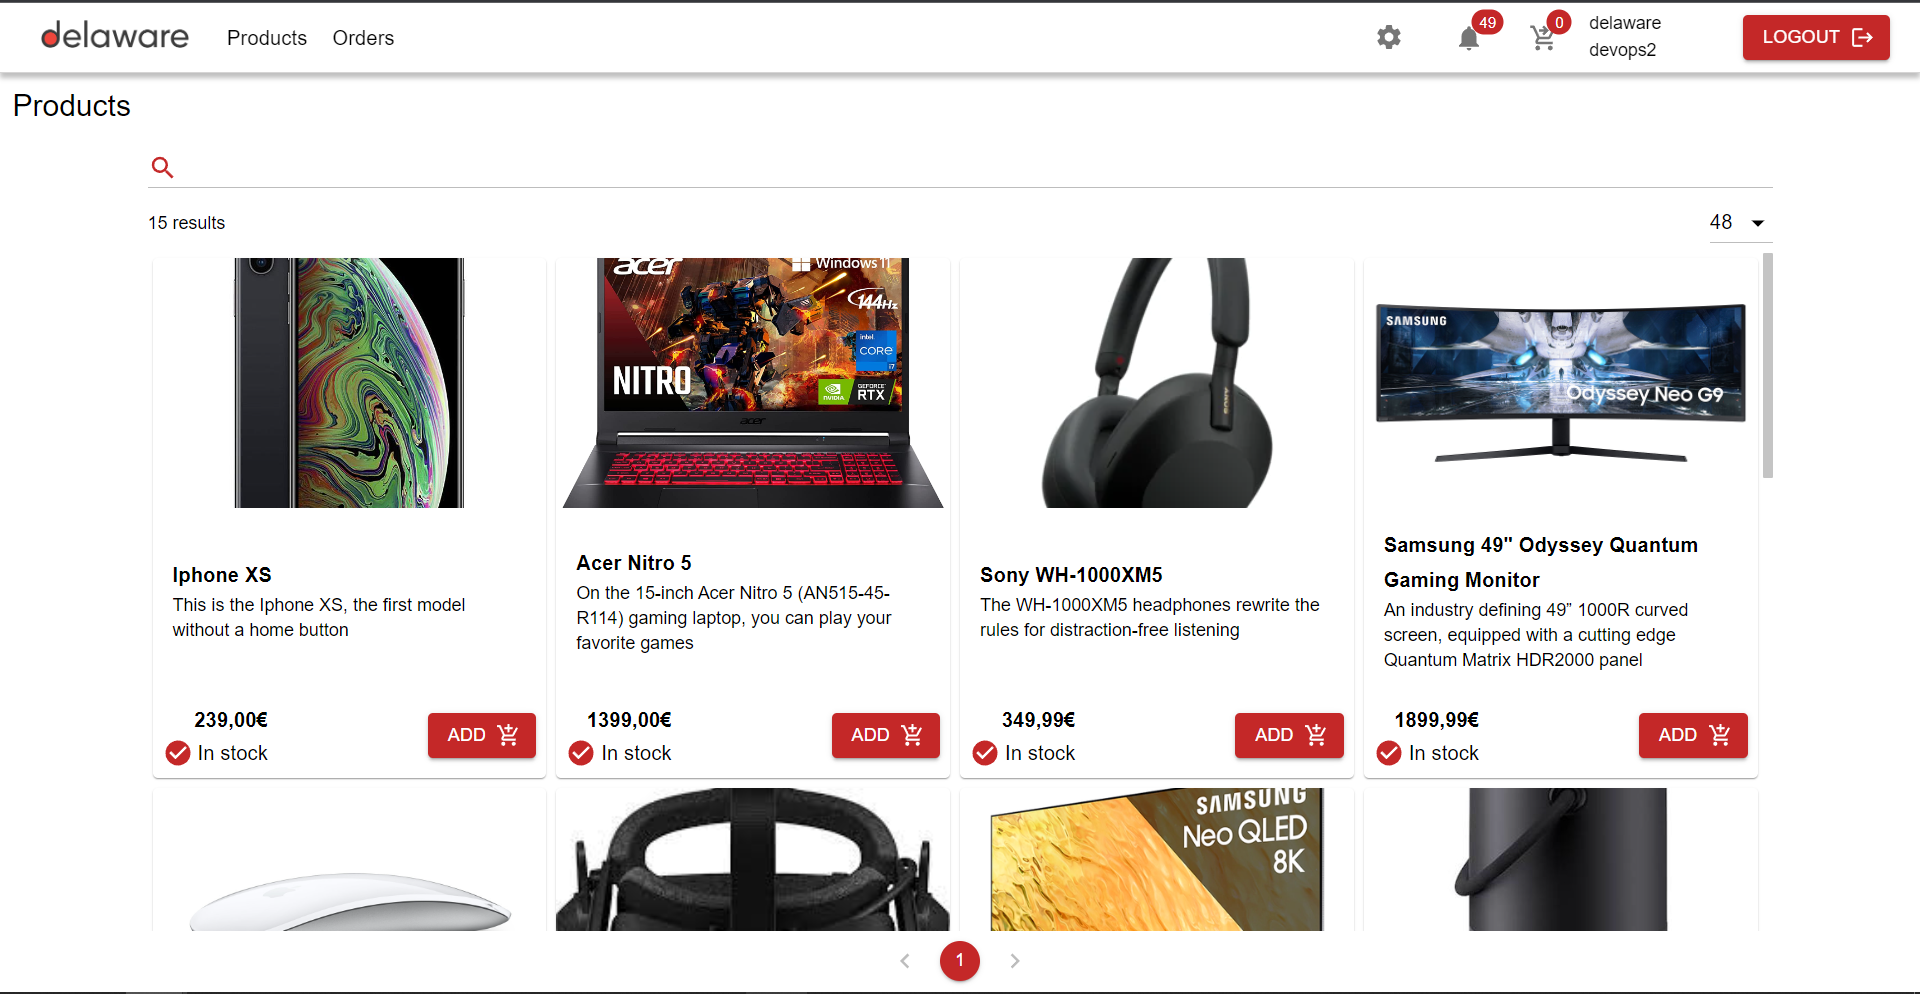 delaware
Products
Orders
49
0
delaware
devops2
LOGOUT
Products
15 results
48
acer
Windows 11
144Hz
intel
CORE
i7
NITRO
NVIDIA
GEFORCE
RTX
acer
SONY
SAMSUNG
Odyssey Neo G9
Iphone XS
This is the Iphone XS, the first model
without a home button
239,00€
In stock
ADD
Acer Nitro 5
On the 15-inch Acer Nitro 5 (AN515-45-
R114) gaming laptop, you can play your
favorite games
1399,00€
In stock
ADD
Sony WH-1000XM5
The WH-1000XM5 headphones rewrite the
rules for distraction-free listening
349,99€
In stock
ADD
Samsung 49" Odyssey Quantum
Gaming Monitor
An industry defining 49” 1000R curved
screen, equipped with a cutting edge
Quantum Matrix HDR2000 panel
1899,99€
In stock
ADD
SAMSUNG
Neo QLED
8K
1